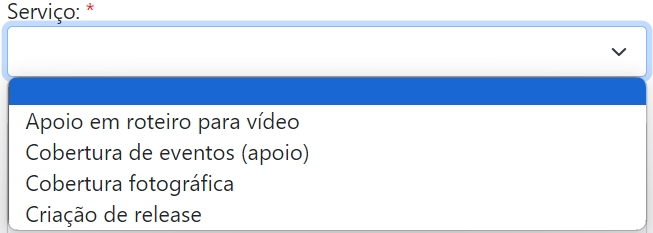 Serviço: *
Apoio em roteiro para vídeo
Cobertura de eventos (apoio)
Cobertura fotográfica
Criação de release